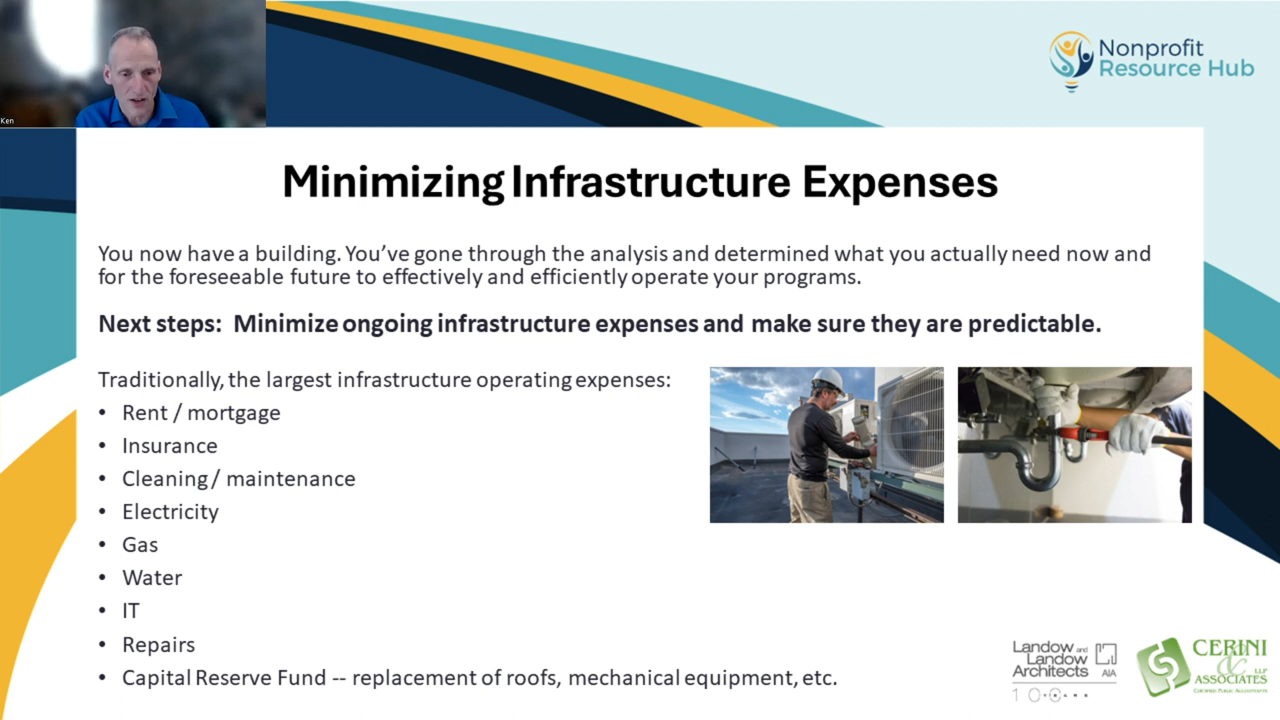 Ken
Nonprofit
Resource Hub
Minimizing Infrastructure Expenses
You now have a building. You’ve gone through the analysis and determined what you actually need now and
for the foreseeable future to effectively and efficiently operate your programs.
Next steps:  Minimize ongoing infrastructure expenses and make sure they are predictable.
Traditionally, the largest infrastructure operating expenses:
• Rent / mortgage
• Insurance
• Cleaning / maintenance
• Electricity
• Gas
• Water
• IT
• Repairs
• Capital Reserve Fund -- replacement of roofs, mechanical equipment, etc.
Landow and
Landow
Architects AIA
CERINI
&
ASSOCIATES LLP
Certified Public Accountants